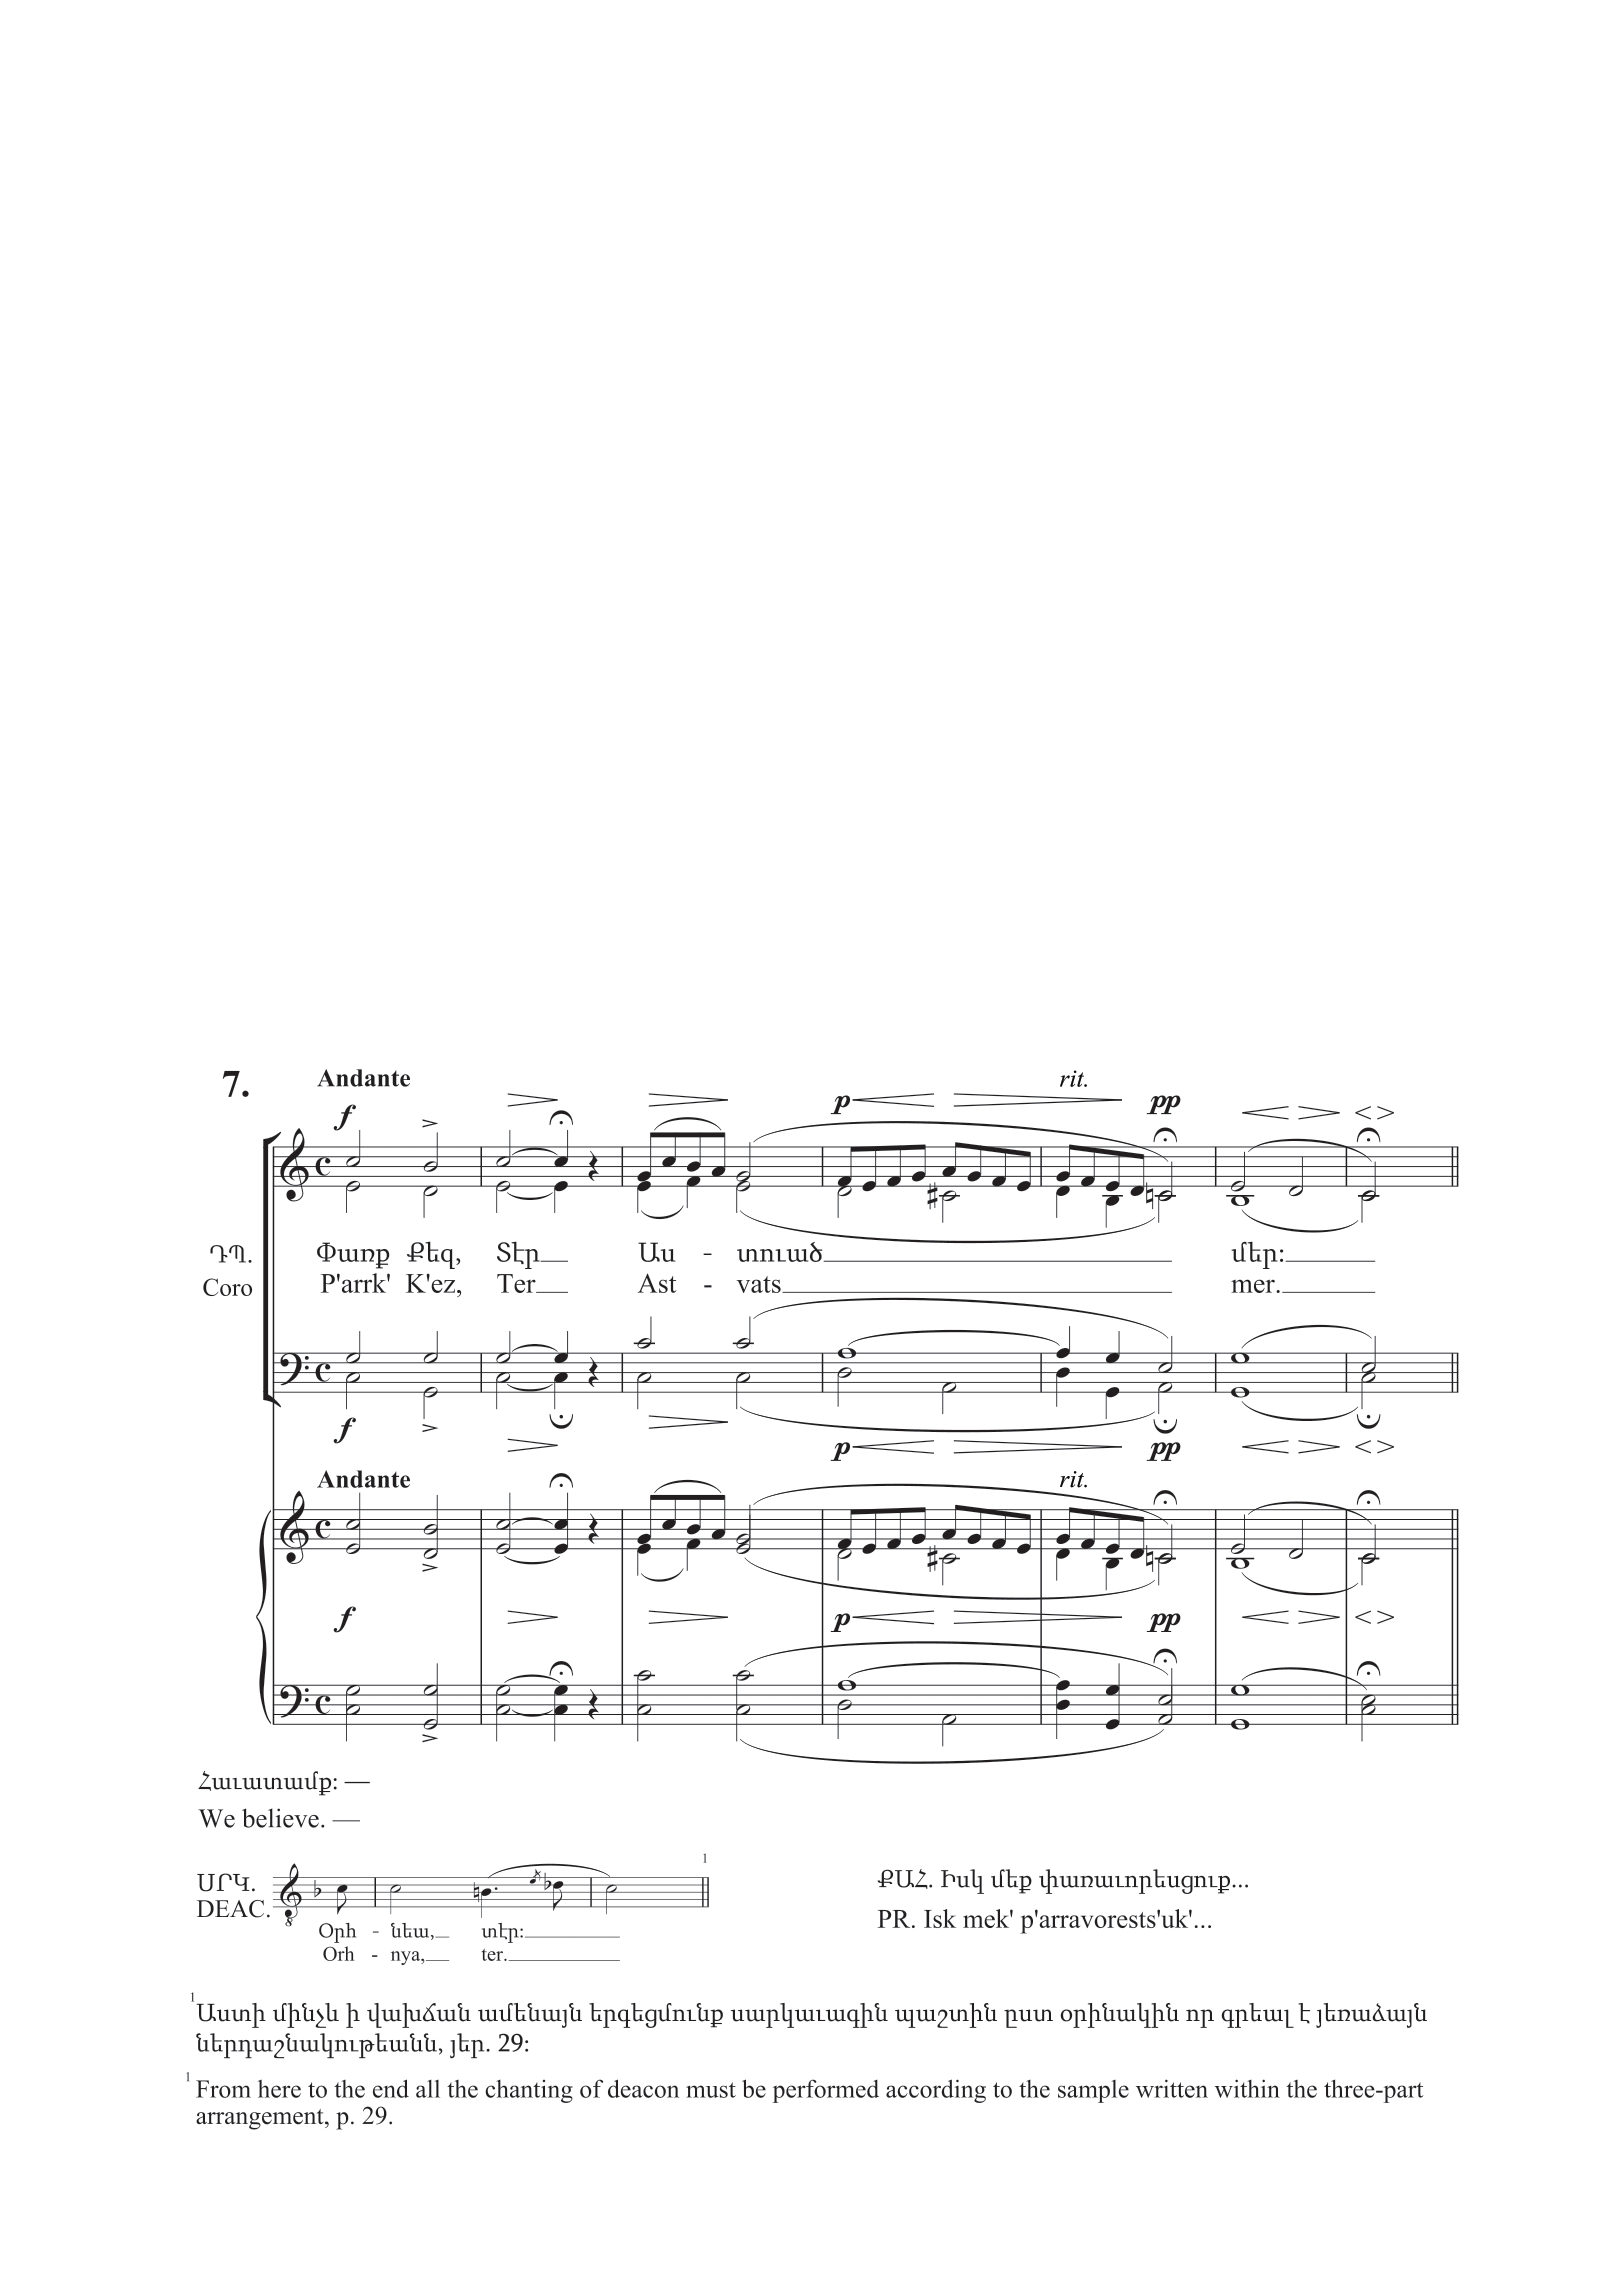 7.
Andante
rit.
f
p
pp
ԴՊ.
Coro
Փառք Քեզ, Տէր Աս - տուած մեր:
P'arrk' K'ez, Ter Ast - vats mer.
f
p
pp
Andante
rit.
f
p
pp
Հաւատամք: —
We believe. —
ՍՐԿ.
DEAC.
1
Օրհ - նեա, տէր:
Orh - nya, ter.
ՔԱՀ. Իսկ մեք փառաւորեսցուք...
PR. Isk mek' p'arravorests'uk'...
1 Աստի մինչև ի վախճան ամենայն երգեցմունք սարկաւագին պաշտին ըստ օրինակին որ գրեալ է յեռաձայն
ներդաշնակութեանն, յեր. 29:
1 From here to the end all the chanting of deacon must be performed according to the sample written within the three-part
arrangement, p. 29.